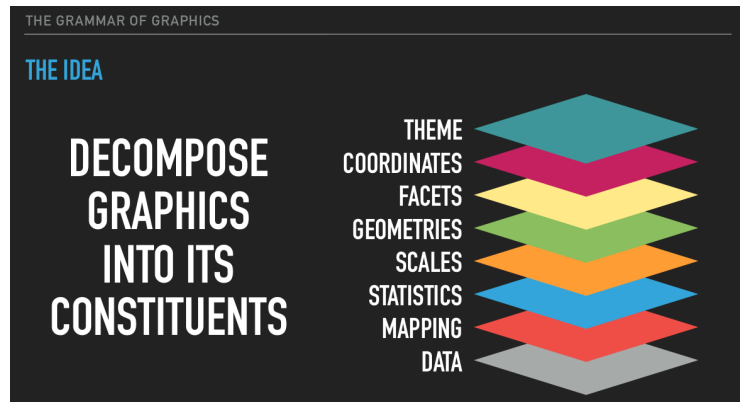 THE GRAMMAR OF GRAPHICS
THE IDEA
DECOMPOSE
GRAPHICS
INTO ITS
CONSTITUENTS
THEME
COORDINATES
FACETS
GEOMETRIES
SCALES
STATISTICS
MAPPING
DATA